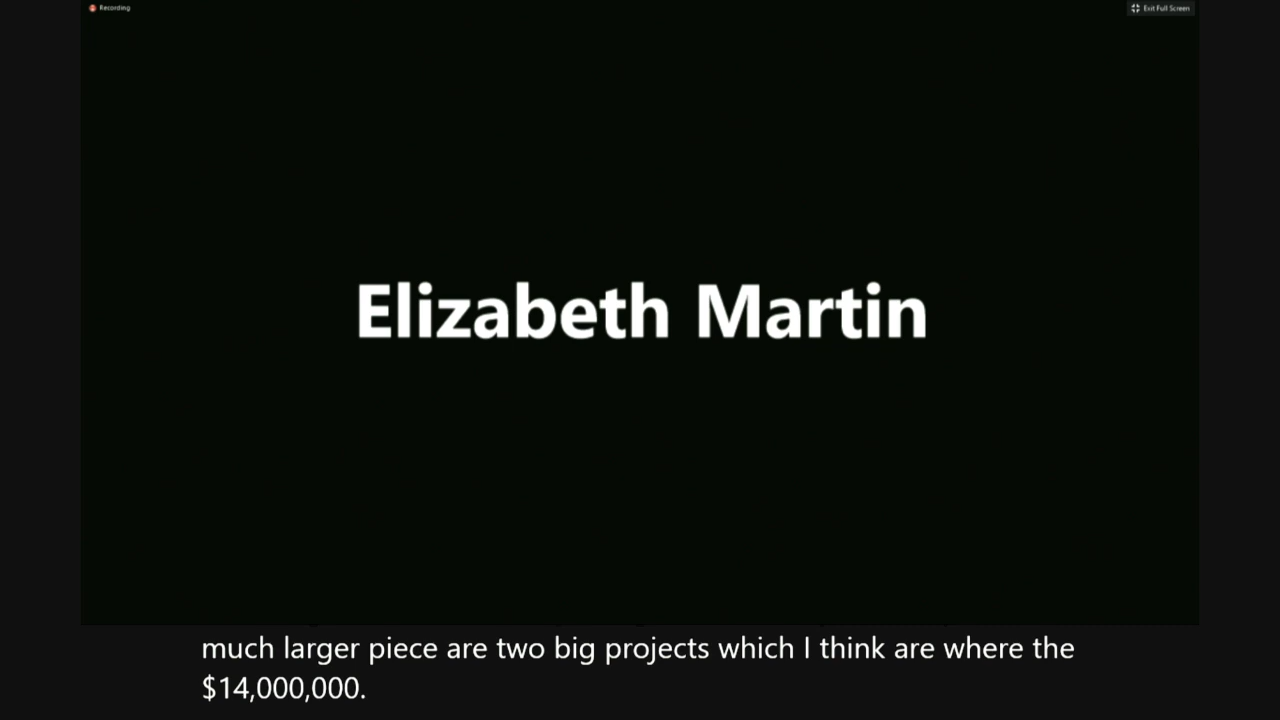 Recording
Exit Full Screen
Elizabeth Martin
much larger piece are two big projects which I think are where the
$14,000,000.